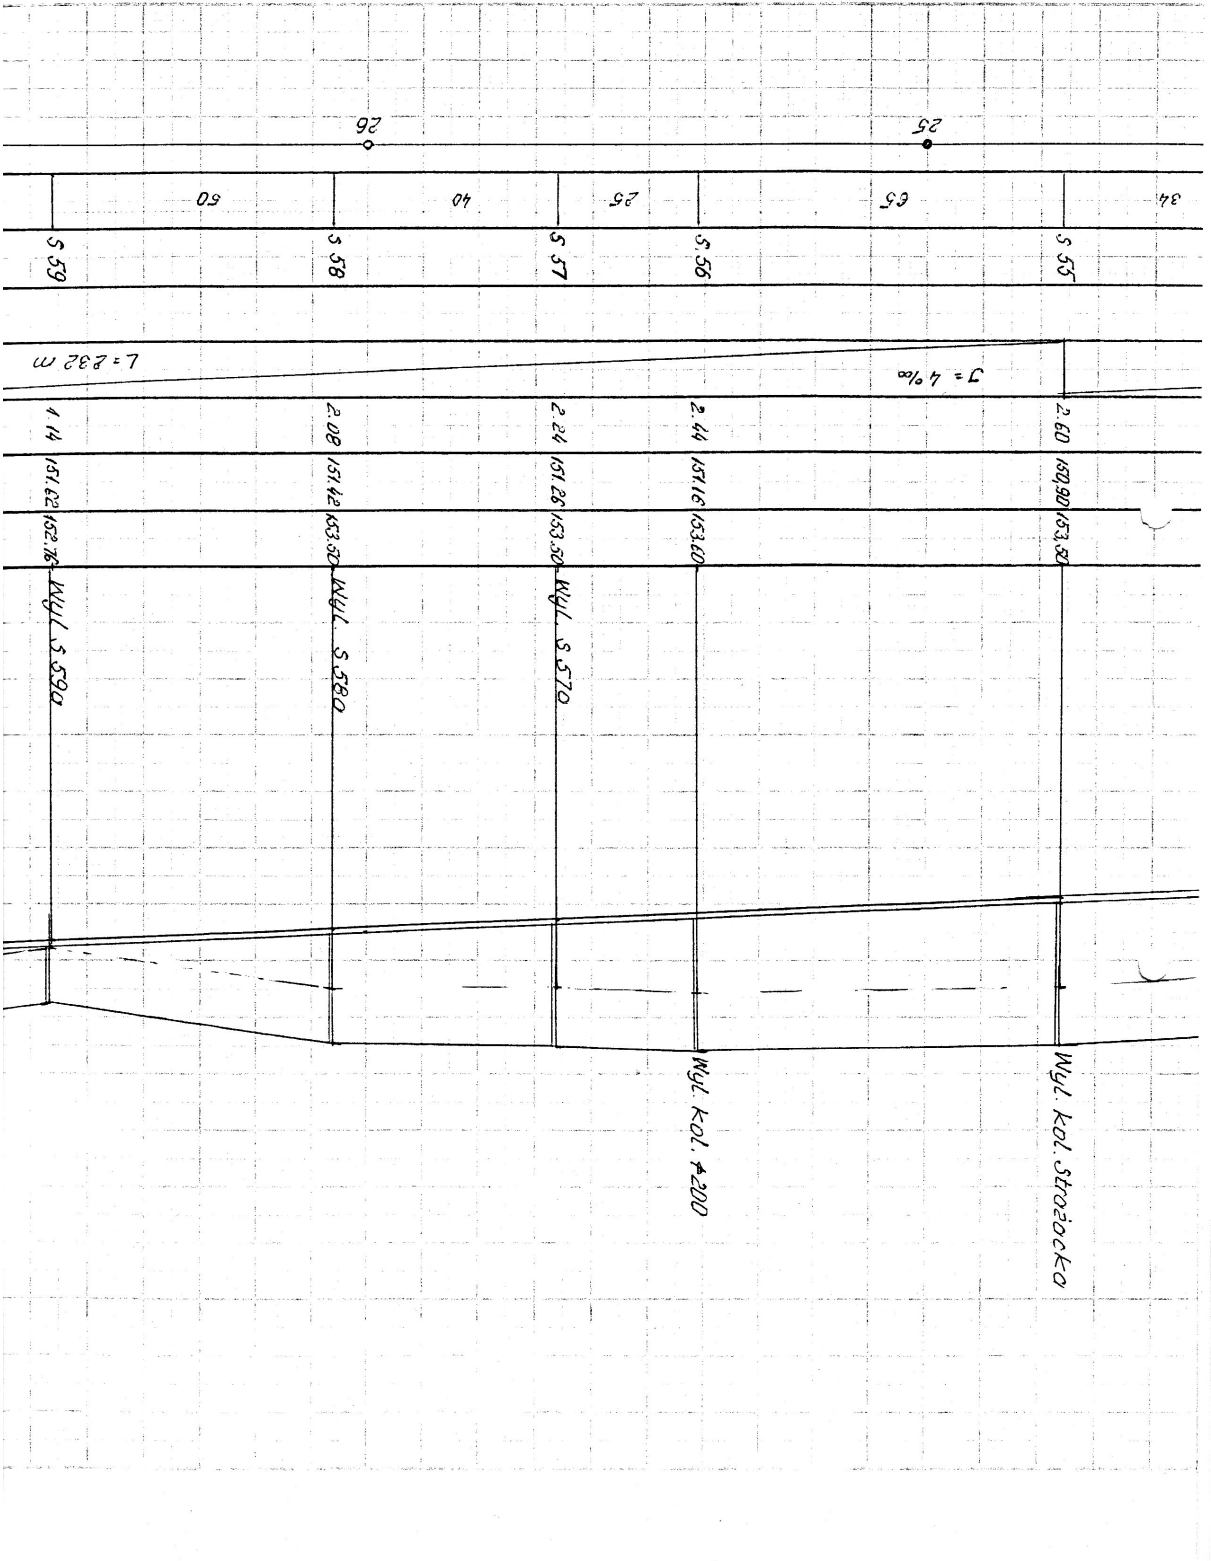 26
25
50
40
25
65
34
S 59
S 58
S 57
S.56
S 55
L=232 m
J= 4‰
1.14 151.62 152.76 Wyl. S 59a
2.08 151.42 153.50 Wyl. S 58a
2.24 151.26 153.50 Wyl. S 57a
2.44 151.16 153.60
2.60 150,90 153,50
Wyl. kol. ⌀200
Wyl. kol. Strażacka